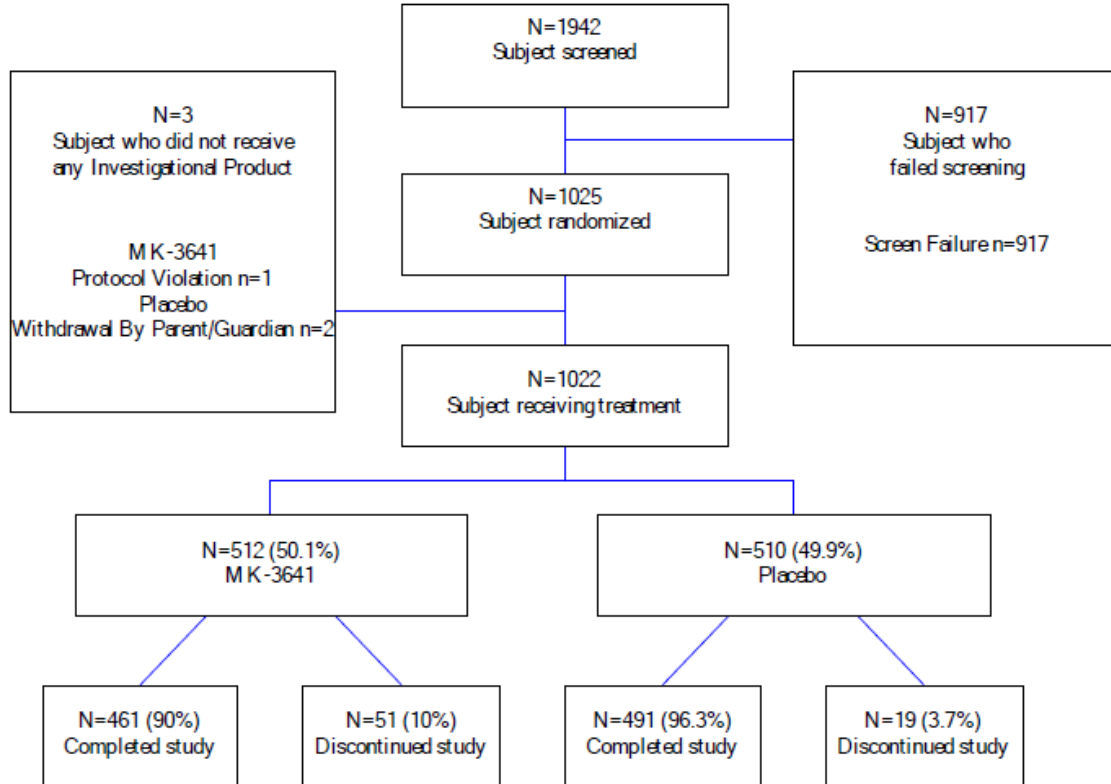 N=1942
Subject screened
N=3
Subject who did not receive
any Investigational Product
MK-3641
Protocol Violation n=1
Placebo
Withdrawal By Parent/Guardian n=2
N=917
Subject who
failed screening
Screen Failure n=917
N=1025
Subject randomized
N=1022
Subject receiving treatment
N=512 (50.1%)
MK-3641
N=510 (49.9%)
Placebo
N=461 (90%)
Completed study
N=51 (10%)
Discontinued study
N=491 (96.3%)
Completed study
N=19 (3.7%)
Discontinued study